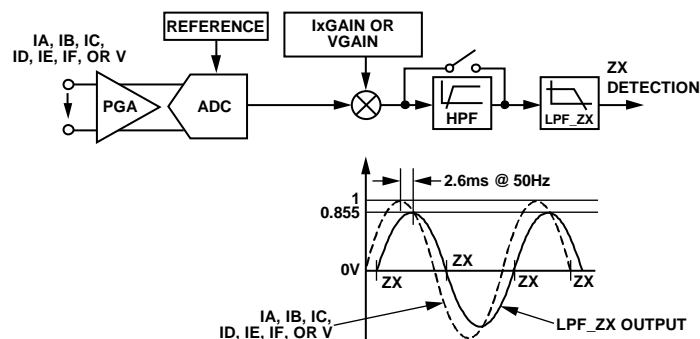 IA, IB, IC,
ID, IE, IF, OR V
REFERENCE
IxGAIN OR
VGAIN
PGA
ADC
HPF
LPF_ZX
ZX
DETECTION
2.6ms @ 50Hz
1
0.855
0V
ZX
ZX
ZX
ZX
IA, IB, IC,
ID, IE, IF, OR V
LPF_ZX OUTPUT